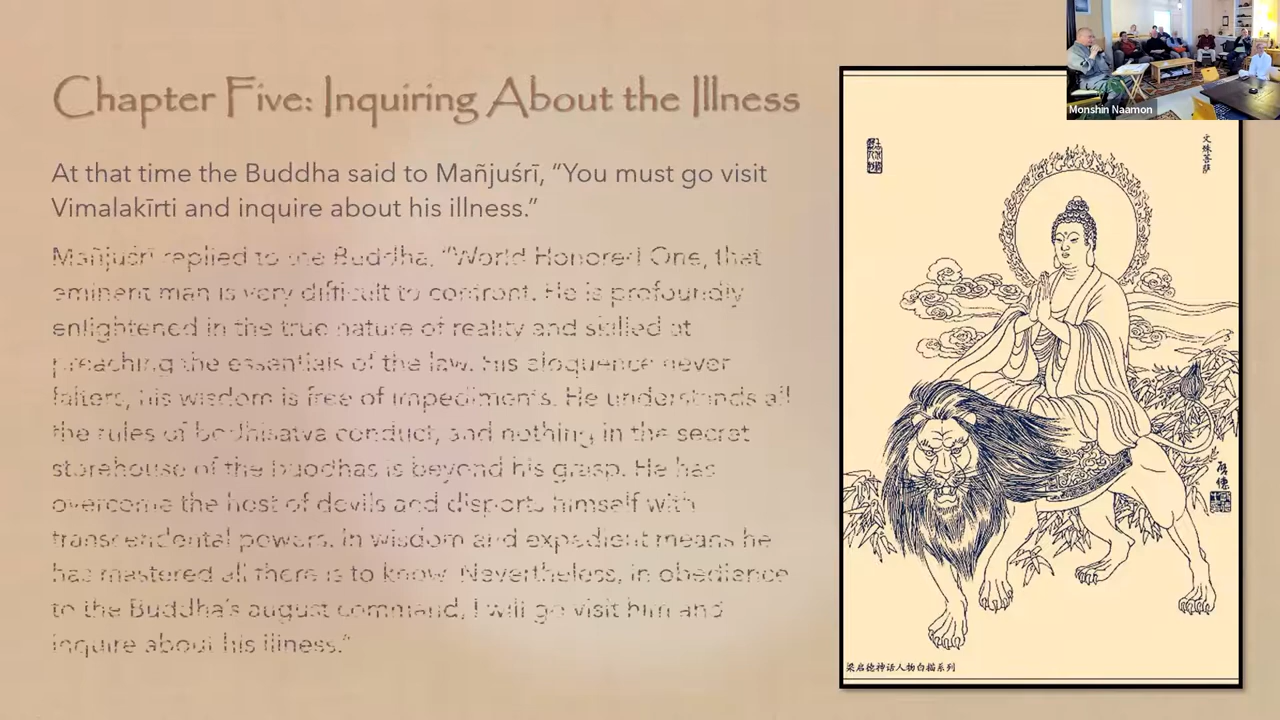 Chapter Five: Inquiring About the Illness
At that time the Buddha said to Mañjuśrī, “You must go visit
Vimalakīrti and inquire about his illness.”
Mañjuśrī replied to the Buddha, “World Honored One, that
eminent man is very difficult to confront. He is profoundly
enlightened in the true nature of reality and skilled at
preaching the essentials of the law. His eloquence never
falters, his wisdom is free of impediments. He understands all
the rules of bodhisatva conduct, and nothing in the secret
storehouse of the buddhas is beyond his grasp. He has
overcome the host of devils and disports himself with
transcendental powers. In wisdom and expedient means he
has mastered all there is to know. Nevertheless, in obedience
to the Buddha’s august command, I will go visit him and
inquire about his illness.”
Monshin Naamon
文殊菩萨
梁启德神话人物白描系列